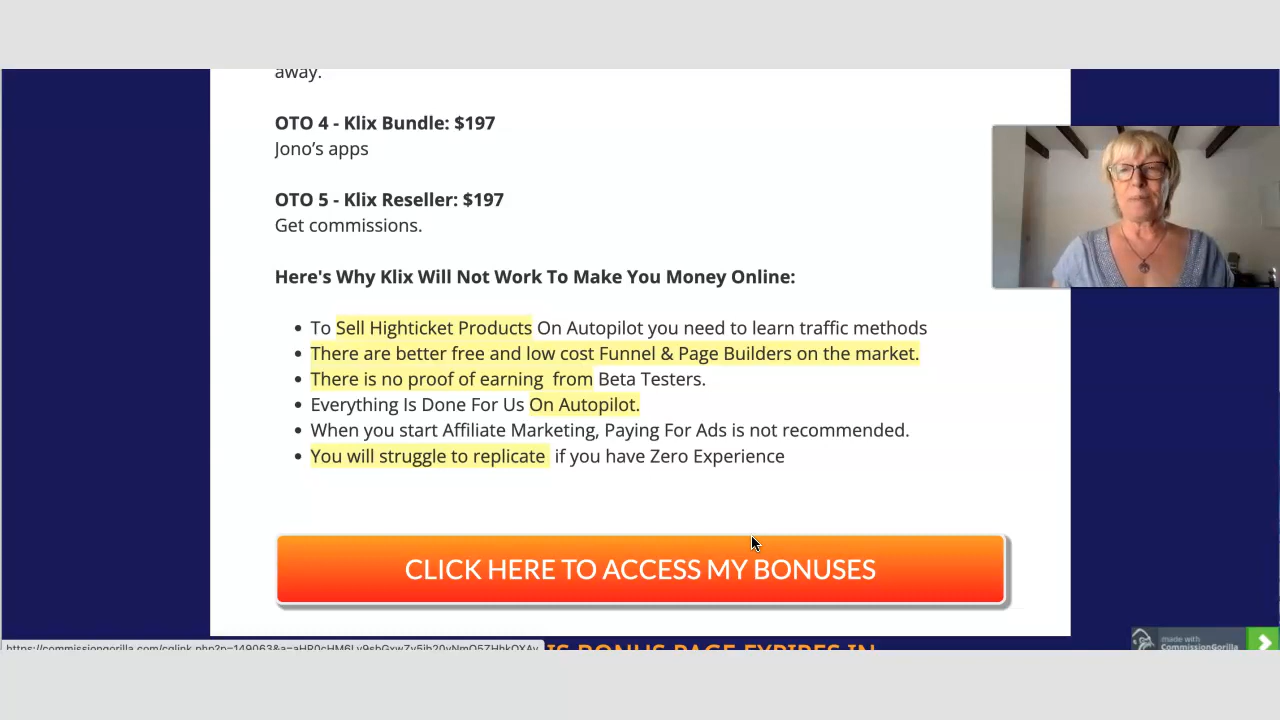 away.
OTO 4 - Klix Bundle: $197
Jono's apps
OTO 5 - Klix Reseller: $197
Get commissions.
Here's Why Klix Will Not Work To Make You Money Online:
To Sell Highticket Products On Autopilot you need to learn traffic methods
There are better free and low cost Funnel & Page Builders on the market.
There is no proof of earning from Beta Testers.
Everything Is Done For Us On Autopilot.
When you start Affiliate Marketing, Paying For Ads is not recommended.
You will struggle to replicate if you have Zero Experience
CLICK HERE TO ACCESS MY BONUSES
made with
CommissionGorilla
IS BONUS PAGE EXPIRES IN